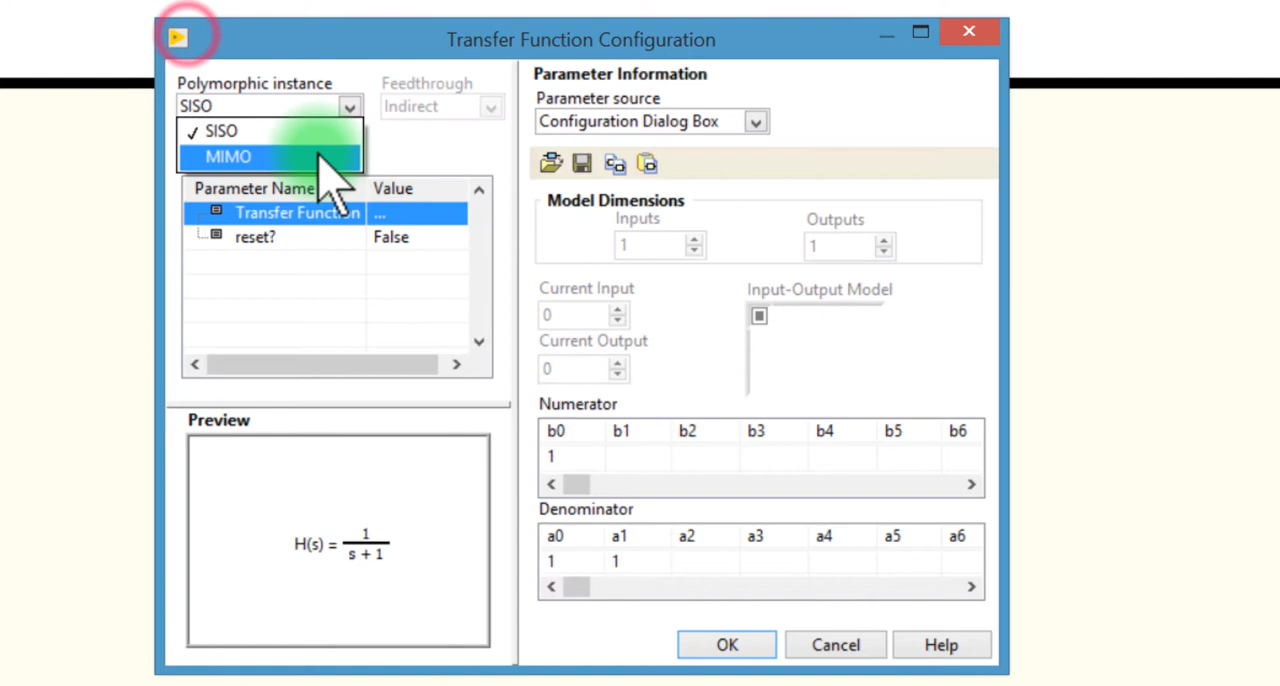 Transfer Function Configuration
Polymorphic instance
Feedthrough
SISO
Indirect
SISO
MIMO
Parameter Name
Value
Transfer Function
...
reset?
False
Preview
H(s) = 1
s + 1
Parameter Information
Parameter source
Configuration Dialog Box
Model Dimensions
Inputs
Outputs
1
1
Current Input
Input-Output Model
0
Current Output
0
Numerator
b0 b1 b2 b3 b4 b5 b6
1
Denominator
a0 a1 a2 a3 a4 a5 a6
1 1
OK
Cancel
Help